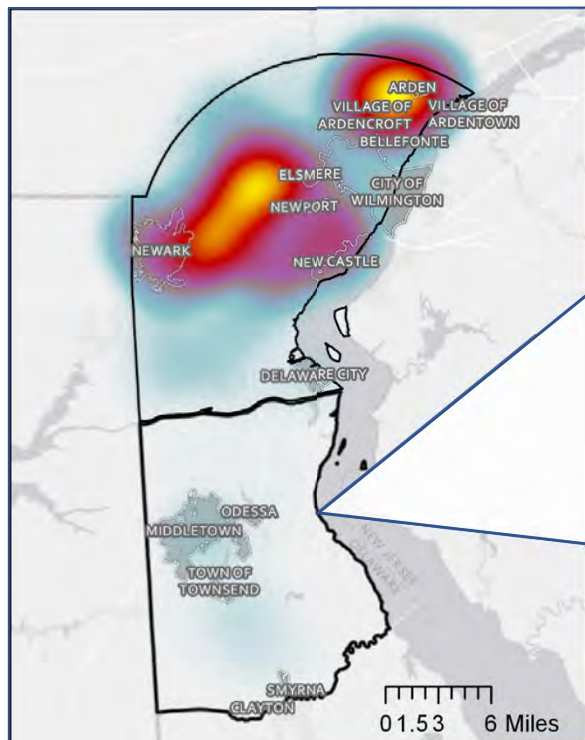 ARDEN
VILLAGE OF
ARDENCROFT
VILLAGE OF
ARDENTOWN
BELLEFONTE
ELSMERE
CITY OF
WILMINGTON
NEWPORT
NEWARK
NEW CASTLE
DELAWARE CITY
ODESSA
MIDDLETOWN
TOWN OF
TOWNSEND
NEW JERSEY
DELAWARE
SMYRNA
CLAYTON
0 1.5 3 6 Miles